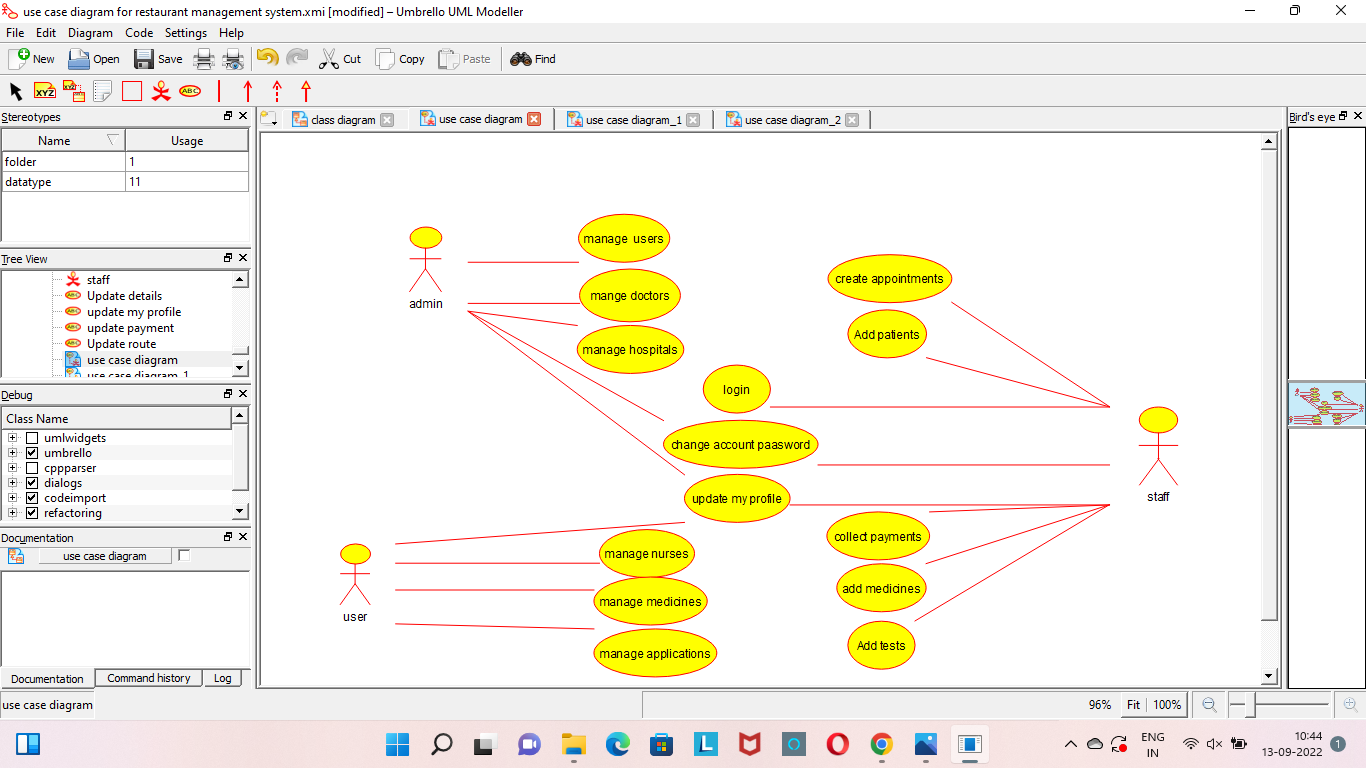 use case diagram for restaurant management system.xmi [modified] – Umbrello UML Modeller
File Edit Diagram Code Settings Help
New Open Save Cut Copy Paste Find
XYZ XYZ ABC
Stereotypes
Name Usage
folder 1
datatype 11
Tree View
staff
Update details
update my profile
update payment
Update route
use case diagram
use case diagram_1
Debug
Class Name
umlwidgets
umbrello
cppparser
dialogs
codeimport
refactoring
Documentation
use case diagram
Documentation Command history Log
use case diagram
class diagram use case diagram use case diagram_1 use case diagram_2
Bird's eye
admin
manage users
mange doctors
manage hospitals
create appointments
Add patients
login
change account paasword
update my profile
staff
user
manage nurses
manage medicines
manage applications
collect payments
add medicines
Add tests
96% Fit 100%
L
ENG
IN
10:44
13-09-2022
1